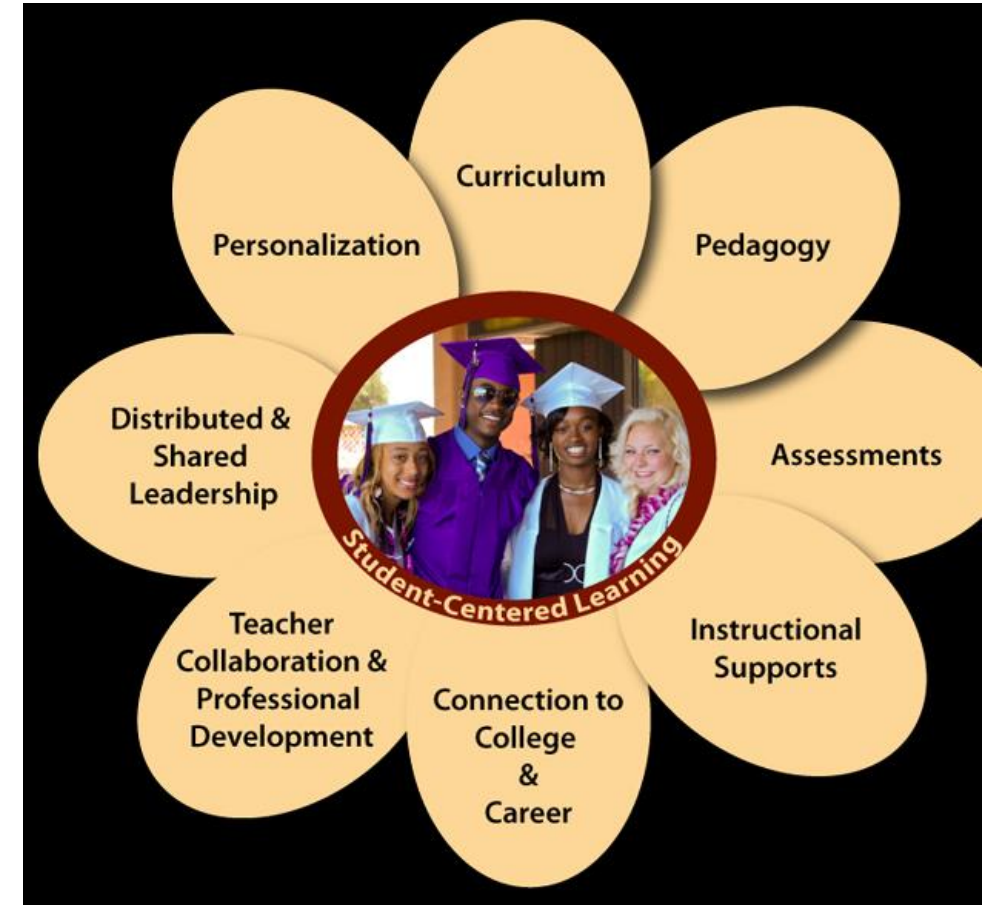 Curriculum
Pedagogy
Assessments
Instructional
Supports
Connection to
College
&
Career
Teacher
Collaboration &
Professional
Development
Distributed &
Shared
Leadership
Personalization
Student-Centered Learning